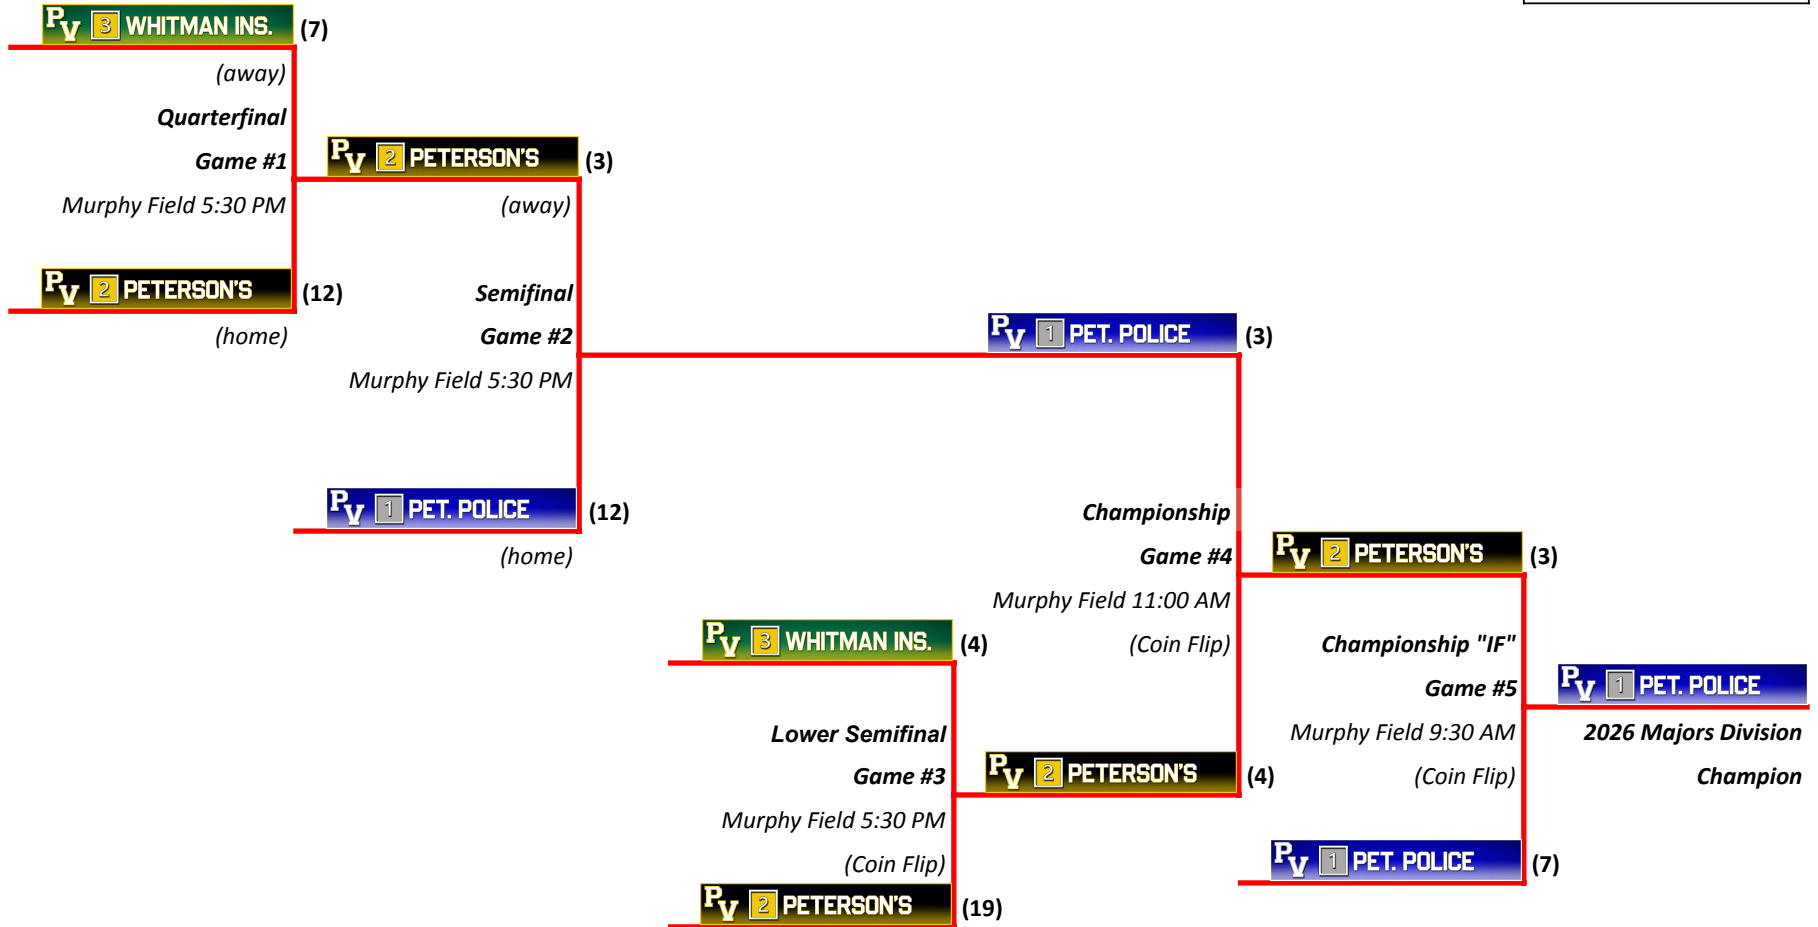 PV 3 WHITMAN INS. (7)
(away)
Quarterfinal
Game #1
Murphy Field 5:30 PM
PV 2 PETERSON'S (12)
(home)
PV 2 PETERSON'S (3)
(away)
Semifinal
Game #2
Murphy Field 5:30 PM
PV 1 PET. POLICE (12)
(home)
PV 1 PET. POLICE (3)
Championship
Game #4
Murphy Field 11:00 AM
(Coin Flip)
PV 3 WHITMAN INS. (4)
Lower Semifinal
Game #3
Murphy Field 5:30 PM
(Coin Flip)
PV 2 PETERSON'S (19)
PV 2 PETERSON'S (4)
PV 2 PETERSON'S (3)
Championship "IF"
Game #5
Murphy Field 9:30 AM
(Coin Flip)
PV 1 PET. POLICE (7)
PV 1 PET. POLICE
2026 Majors Division
Champion